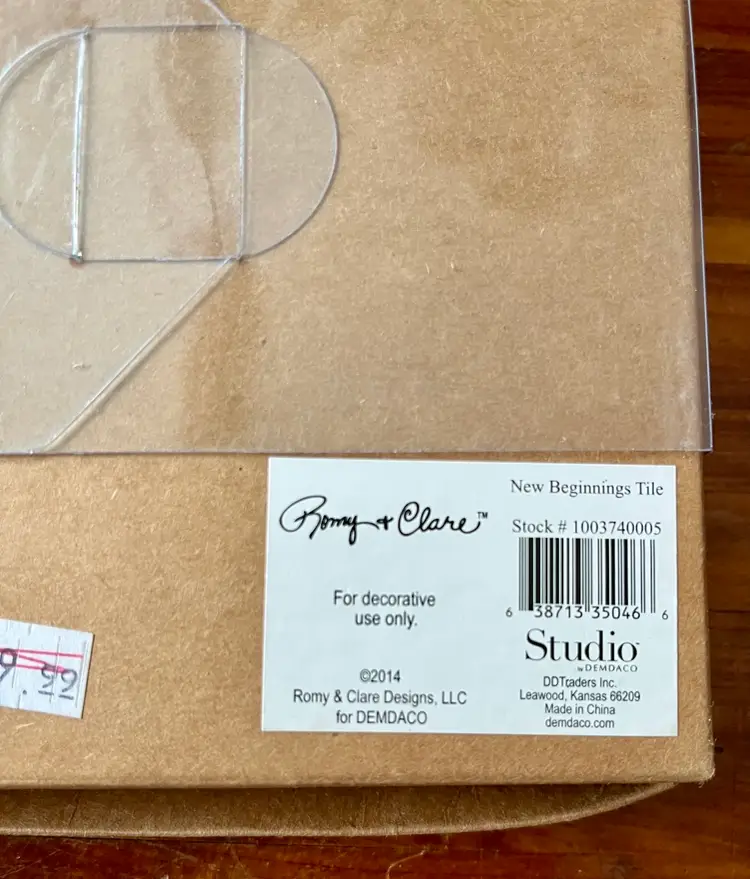 New Beginnings Tile
Romy + Clare™
Stock # 1003740005
6 38713 35046 6
For decorative
use only.
Studio
by DEMDACO
©2014
Romy & Clare Designs, LLC
for DEMDACO
DDTraders Inc.
Leawood, Kansas 66209
Made in China
demdaco.com
.99